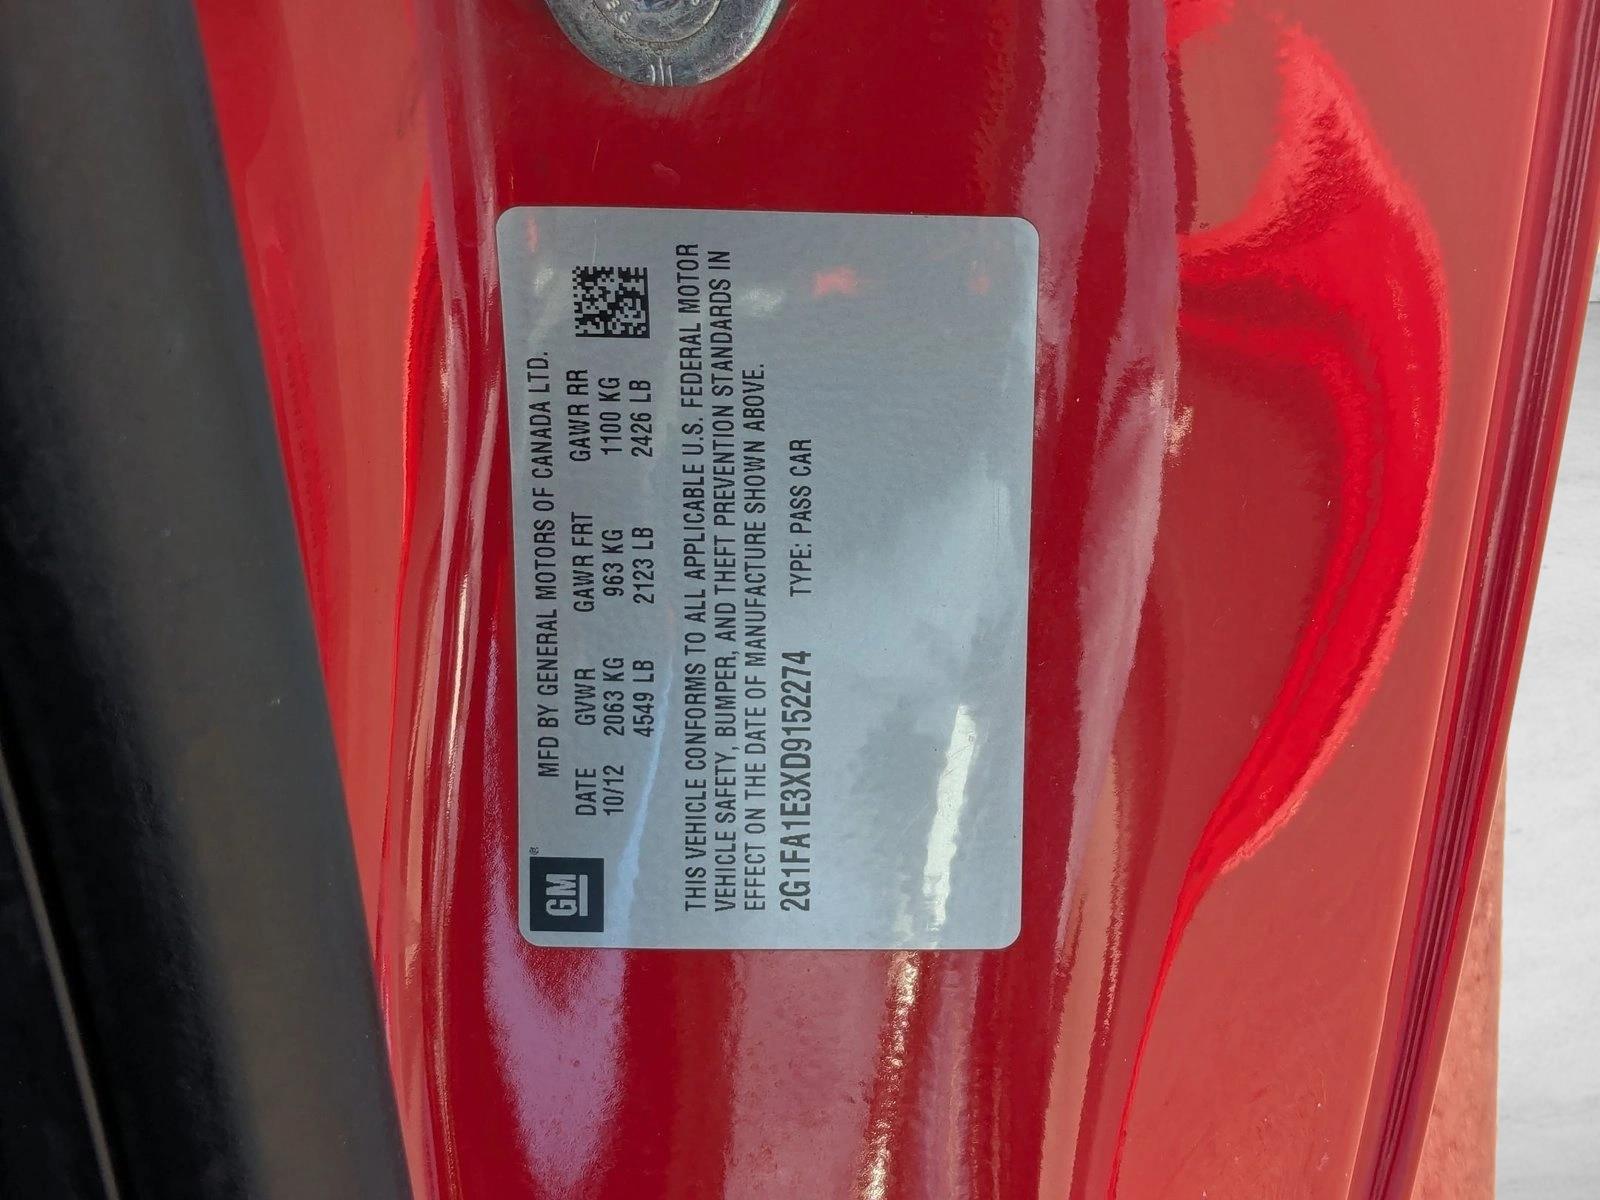 GM®
MFD BY GENERAL MOTORS OF CANADA LTD.
DATE GVWR GAWR FRT GAWR RR
10/12 2063 KG 963 KG 1100 KG
4549 LB 2123 LB 2426 LB
THIS VEHICLE CONFORMS TO ALL APPLICABLE U.S. FEDERAL MOTOR
VEHICLE SAFETY, BUMPER, AND THEFT PREVENTION STANDARDS IN
EFFECT ON THE DATE OF MANUFACTURE SHOWN ABOVE.
2G1FA1E3XD9152274 TYPE: PASS CAR